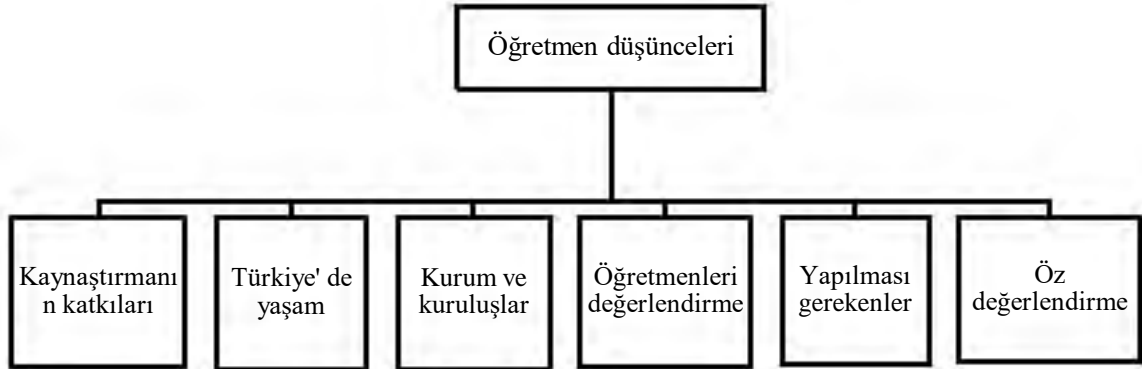 Öğretmen düşünceleri
Kaynaştırmanı
n katkıları
Türkiye' de
yaşam
Kurum ve
kuruluşlar
Öğretmenleri
değerlendirme
Yapılması
gerekenler
Öz
değerlendirme